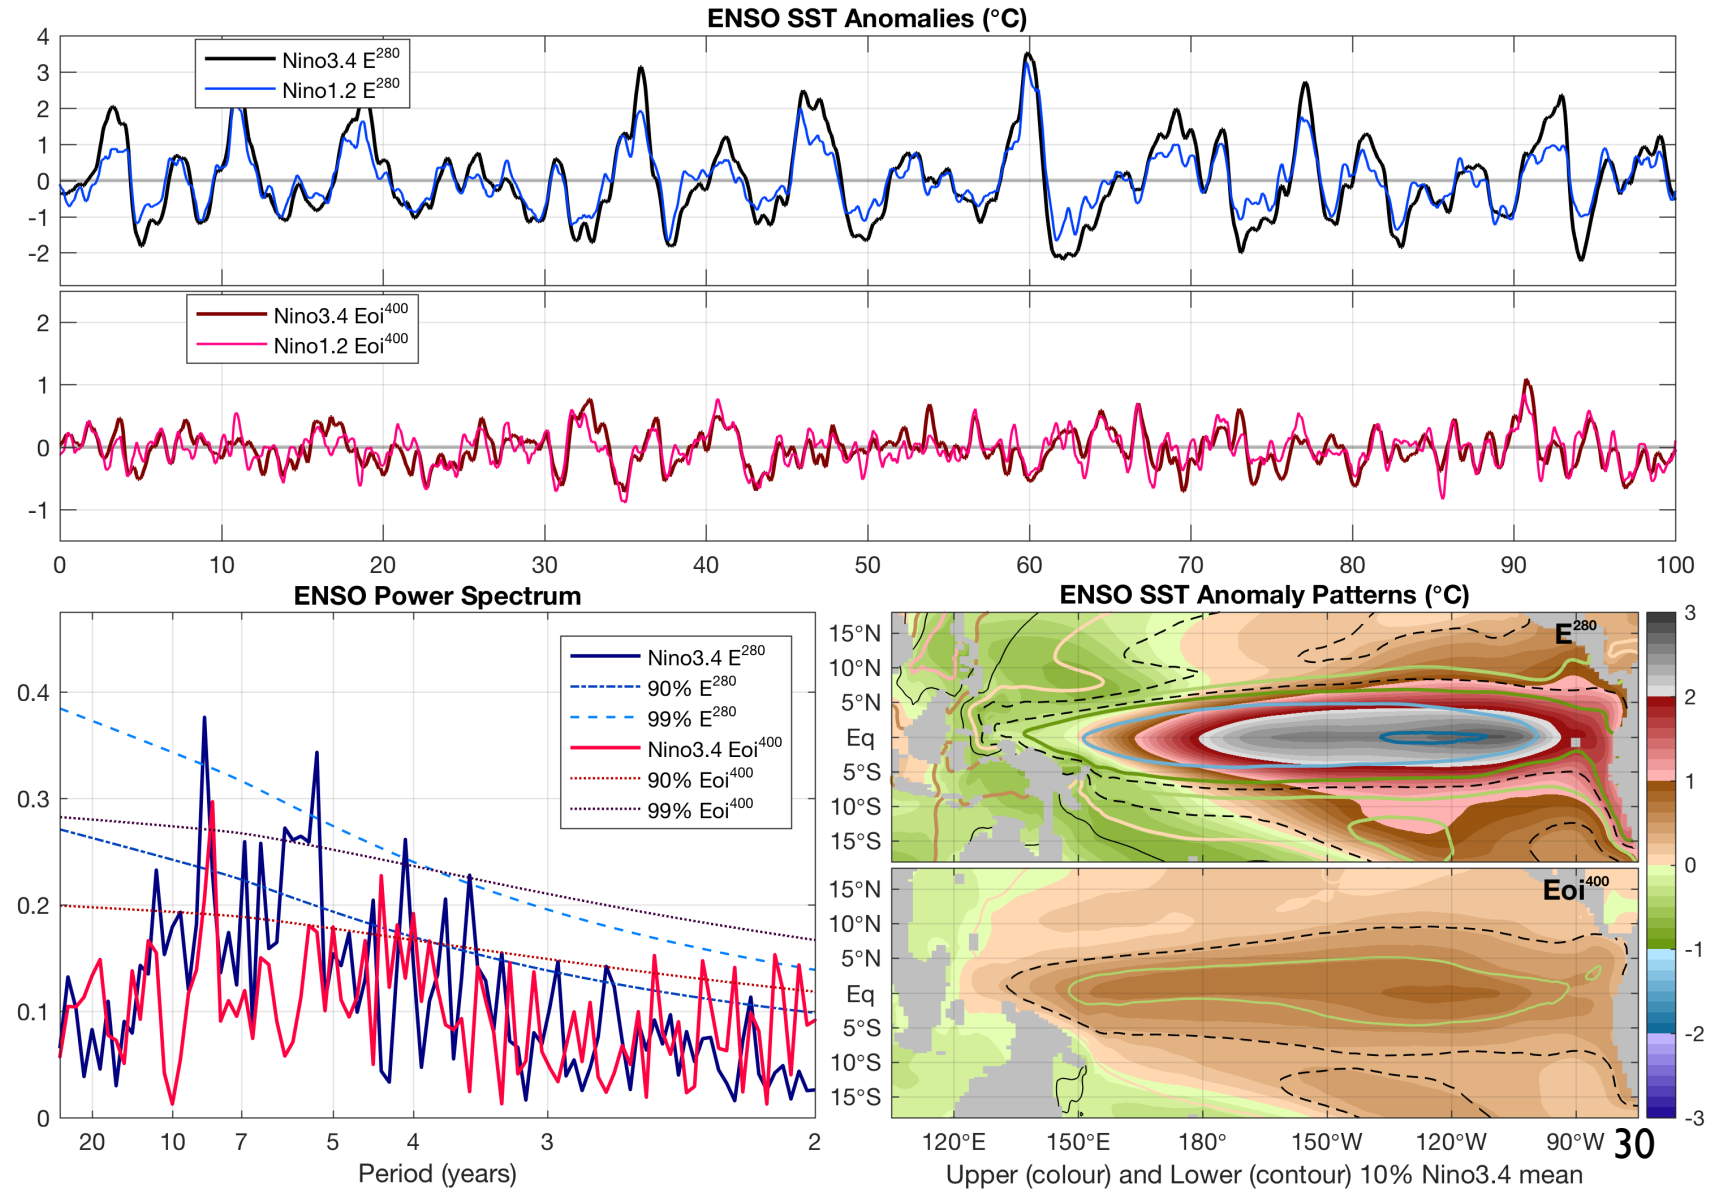 ENSO SST Anomalies (°C)
4
3
2
1
0
-1
-2
Nino3.4 E280
Nino1.2 E280
2
1
0
-1
Nino3.4 Eoi400
Nino1.2 Eoi400
0 10 20 30 40 50 60 70 80 90 100
ENSO Power Spectrum
0.4
0.3
0.2
0.1
0
Nino3.4 E280
90% E280
99% E280
Nino3.4 Eoi400
90% Eoi400
99% Eoi400
20 10 7 5 4 3 2
Period (years)
ENSO SST Anomaly Patterns (°C)
15°N
10°N
5°N
Eq
5°S
10°S
15°S
E280
15°N
10°N
5°N
Eq
5°S
10°S
15°S
Eoi400
3
2
1
0
-1
-2
-3
120°E 150°E 180° 150°W 120°W 90°W
30
Upper (colour) and Lower (contour) 10% Nino3.4 mean